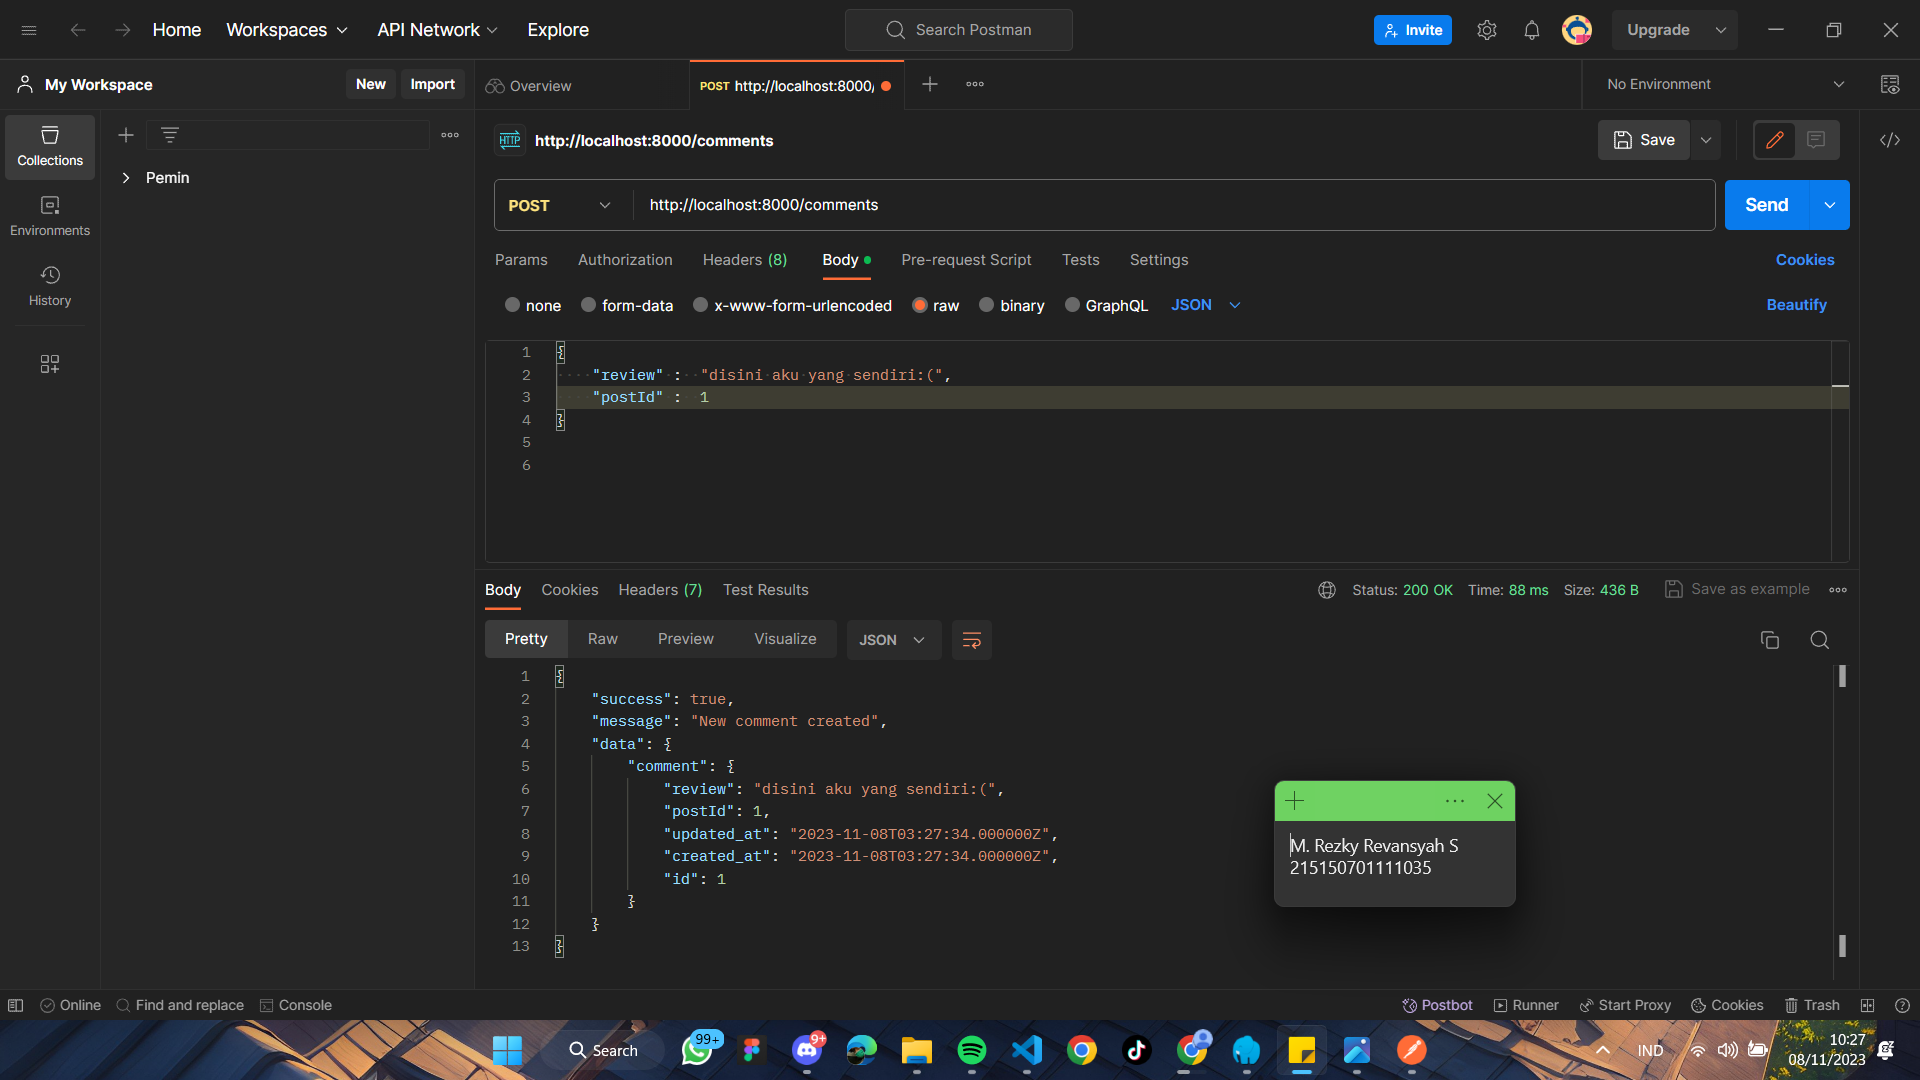 Home
Workspaces
API Network
Explore
Search Postman
Invite
Upgrade
My Workspace
New
Import
Overview
POST http://localhost:8000/
No Environment
Collections
Environments
History
Pemin
HTTP http://localhost:8000/comments
Save
POST
http://localhost:8000/comments
Send
Params
Authorization
Headers (8)
Body
Pre-request Script
Tests
Settings
Cookies
none
form-data
x-www-form-urlencoded
raw
binary
GraphQL
JSON
Beautify
1 {
2 "review" : "disini aku yang sendiri:(",
3 "postId" : 1
4 }
5
6
Body
Cookies
Headers (7)
Test Results
Status: 200 OK
Time: 88 ms
Size: 436 B
Save as example
Pretty
Raw
Preview
Visualize
JSON
1 {
2 "success": true,
3 "message": "New comment created",
4 "data": {
5 "comment": {
6 "review": "disini aku yang sendiri:(",
7 "postId": 1,
8 "updated_at": "2023-11-08T03:27:34.000000Z",
9 "created_at": "2023-11-08T03:27:34.000000Z",
10 "id": 1
11 }
12 }
13 }
M. Rezky Revansyah S
215150701111035
Online
Find and replace
Console
Postbot
Runner
Start Proxy
Cookies
Trash
Search
99+
9+
IND
10:27
08/11/2023